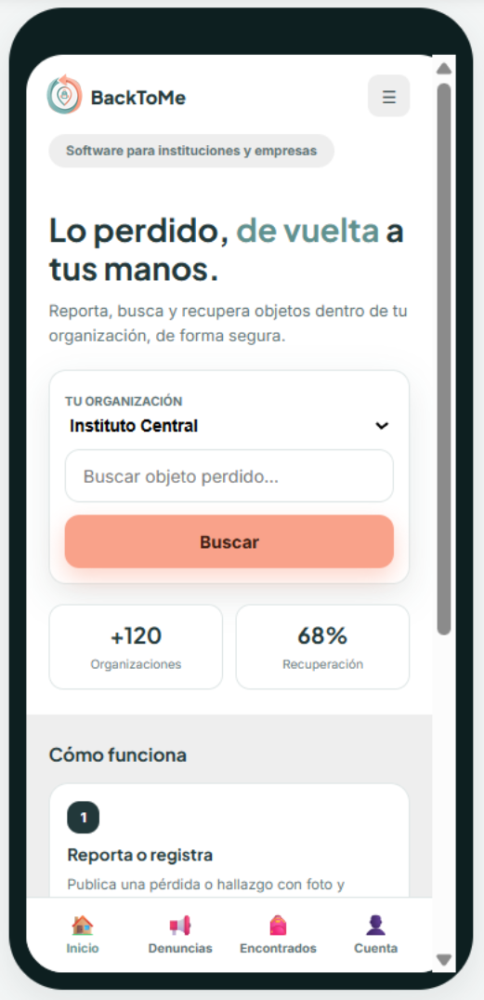 BackToMe
Software para instituciones y empresas
Lo perdido, de vuelta a
tus manos.
Reporta, busca y recupera objetos dentro de tu
organización, de forma segura.
TU ORGANIZACIÓN
Instituto Central
Buscar objeto perdido...
Buscar
+120
Organizaciones
68%
Recuperación
Cómo funciona
1
Reporta o registra
Publica una pérdida o hallazgo con foto y
Inicio
Denuncias
Encontrados
Cuenta